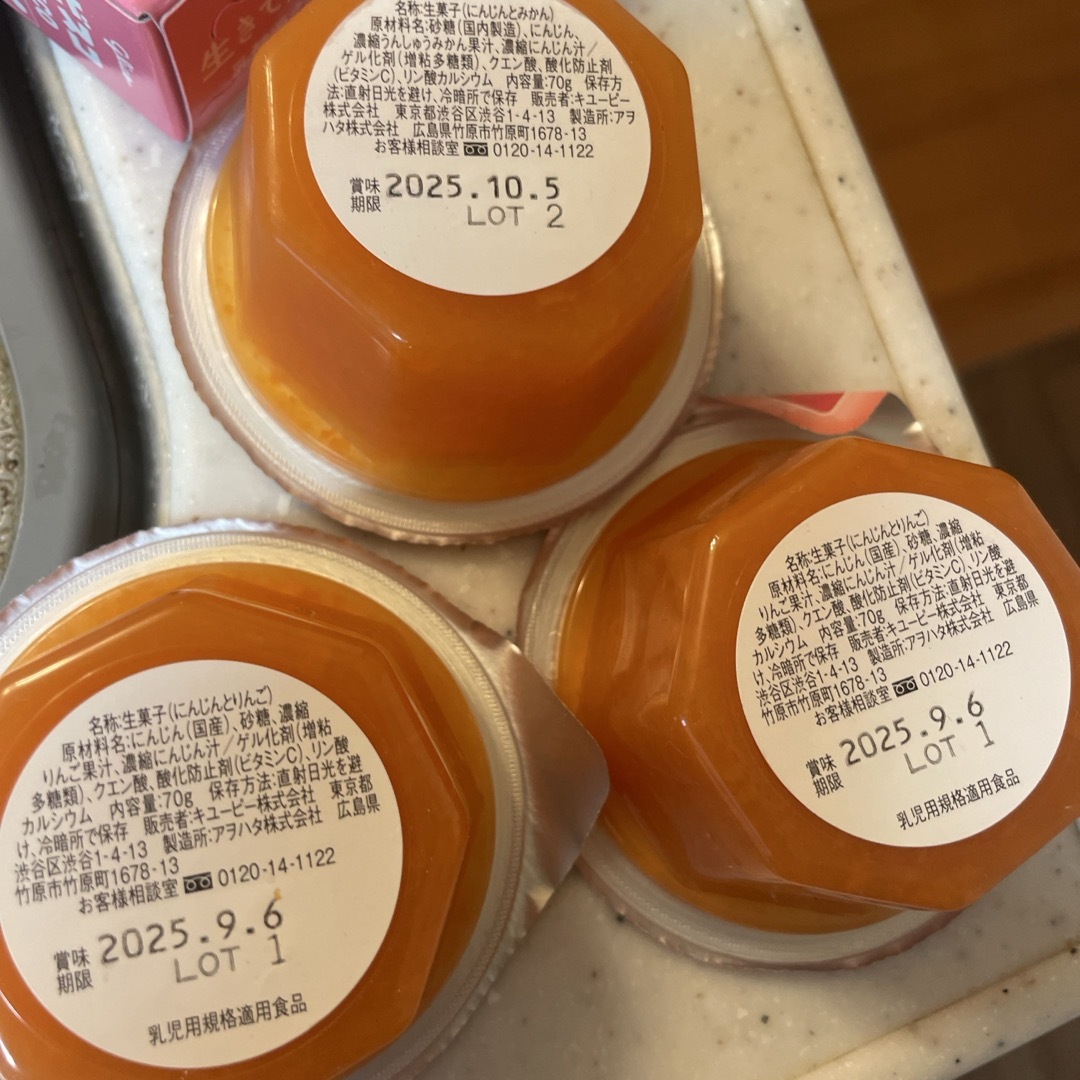 生きて
名称:生菓子(にんじんとみかん)
原材料名:砂糖(国内製造)、にんじん、
濃縮うんしゅうみかん果汁、濃縮にんじん汁/
ゲル化剤(増粘多糖類)、クエン酸、酸化防止剤
(ビタミンC)、リン酸カルシウム 内容量:70g 保存方
法:直射日光を避け、冷暗所で保存 販売者:キユーピー
株式会社 東京都渋谷区渋谷1-4-13 製造所:アヲ
ハタ株式会社 広島県竹原市竹原町1678-13
お客様相談室 0120-14-1122
賞味期限 2025.10.5
LOT 2
名称:生菓子(にんじんとりんご)
原材料名:にんじん(国産)、砂糖、濃縮
りんご果汁、濃縮にんじん汁/ゲル化剤(増粘
多糖類)、クエン酸、酸化防止剤(ビタミンC)、リン酸
カルシウム 内容量:70g 保存方法:直射日光を避
け、冷暗所で保存 販売者:キユーピー株式会社 東京都
渋谷区渋谷1-4-13 製造所:アヲハタ株式会社 広島県
竹原市竹原町1678-13
お客様相談室 0120-14-1122
賞味期限 2025.9.6
LOT 1
乳児用規格適用食品
名称:生菓子(にんじんとりんご)
原材料名:にんじん(国産)、砂糖、濃縮
りんご果汁、濃縮にんじん汁/ゲル化剤(増粘
多糖類)、クエン酸、酸化防止剤(ビタミンC)、リン酸
カルシウム 内容量:70g 保存方法:直射日光を避
け、冷暗所で保存 販売者:キユーピー株式会社 東京都
渋谷区渋谷1-4-13 製造所:アヲハタ株式会社 広島県
竹原市竹原町1678-13
お客様相談室 0120-14-1122
賞味期限 2025.9.6
LOT 1
乳児用規格適用食品